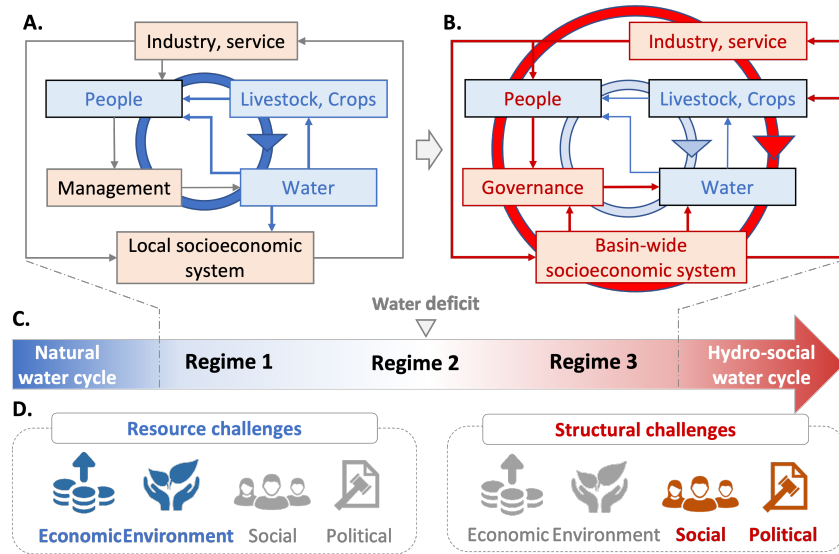 A.
Industry, service
People
Livestock, Crops
Management
Water
Local socioeconomic
system
B.
Industry, service
People
Livestock, Crops
Governance
Water
Basin-wide
socioeconomic system
Water deficit
C.
Natural
water cycle
Regime 1
Regime 2
Regime 3
Hydro-social
water cycle
D.
Resource challenges
Economic
Environment
Social
Political
Structural challenges
Economic
Environment
Social
Political